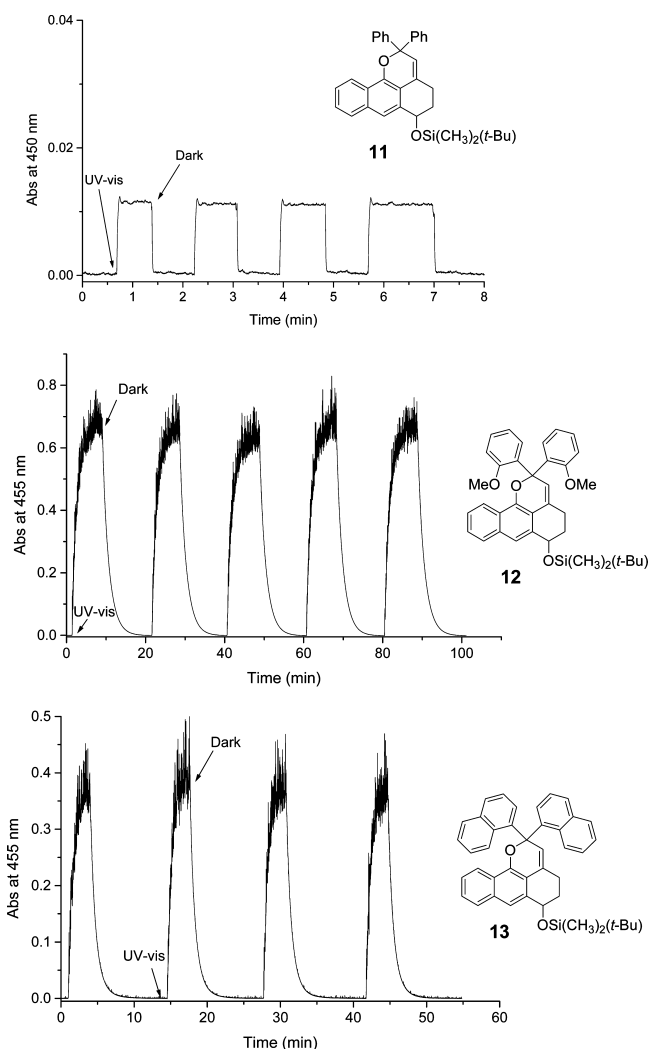 0.04
Ph Ph
O
OSi(CH₃)₂(t-Bu)
11
Dark
UV-vis
0.02
0.00
Abs at 450 nm
0 1 2 3 4 5 6 7 8
Time (min)
0.8
Dark
0.6
0.4
0.2
0.0
UV-vis
Abs at 455 nm
0 20 40 60 80 100
Time (min)
MeO O OMe
OSi(CH₃)₂(t-Bu)
12
0.5
Dark
0.4
0.3
0.2
0.1
0.0
UV-vis
Abs at 455 nm
0 10 20 30 40 50 60
Time (min)
O
OSi(CH₃)₂(t-Bu)
13